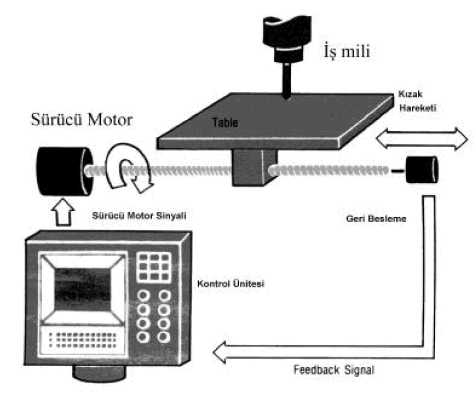 İş mili
Kızak
Hareketi
Sürücü Motor
Table
Sürücü Motor Sinyali
Geri Besleme
Kontrol Ünitesi
Feedback Signal